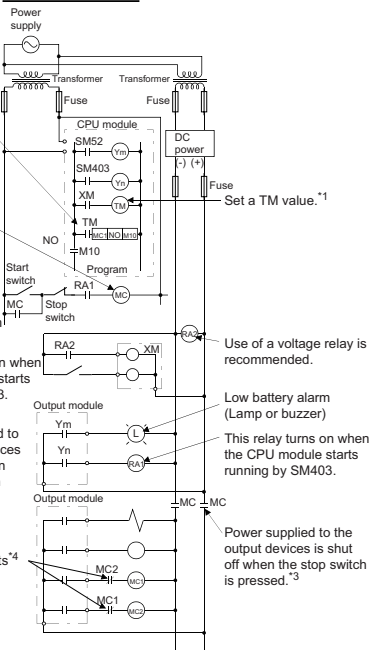 Power
supply
Transformer
Transformer
Fuse
Fuse
CPU module
DC
power
(-) (+)
SM52
Ym
SM403
Yn
Fuse
XM
TM
Set a TM value.*1
TM
MC1 NO M10
NO
M10
Program
Start
switch
RA1
MC
Stop
switch
MC
RA2
RA2
XM
Use of a voltage relay is
recommended.
n when
starts
3.
Low battery alarm
(Lamp or buzzer)
Output module
Ym
L
d to
ces
n
Yn
RA1
This relay turns on when
the CPU module starts
running by SM403.
Output module
MC
MC
Power supplied to the
output devices is shut
off when the stop switch
is pressed.*3
ts*4
MC2
MC1
MC1
MC2